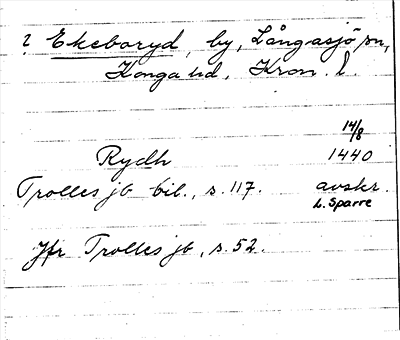 ? Ekeboryd, by, Långasjö sn,
Konga hd, Kron. l.
14/8
Rydh 1440
Trolles jb bil., s. 117. avskr.
L. Sparre
Jfr Trolles jb, s. 52.